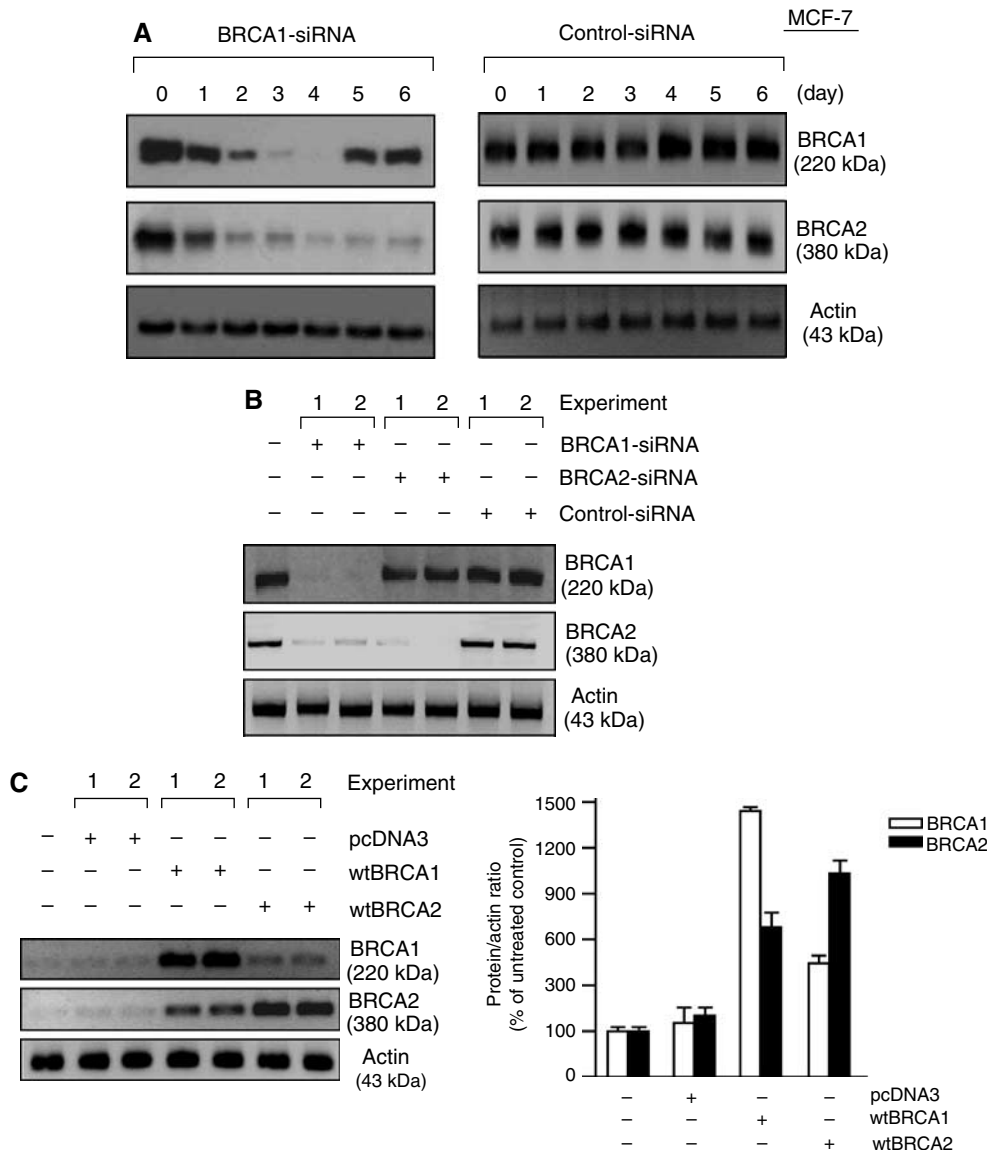 A
BRCA1-siRNA
Control-siRNA
MCF-7
0 1 2 3 4 5 6
0 1 2 3 4 5 6 (day)
BRCA1
(220 kDa)
BRCA2
(380 kDa)
Actin
(43 kDa)
B
1 2 1 2 1 2 Experiment
– + + – – – – BRCA1-siRNA
– – – + + – – BRCA2-siRNA
– – – – – + + Control-siRNA
BRCA1
(220 kDa)
BRCA2
(380 kDa)
Actin
(43 kDa)
C
1 2 1 2 1 2 Experiment
– + + – – – – pcDNA3
– – – + + – – wtBRCA1
– – – – – + + wtBRCA2
BRCA1
(220 kDa)
BRCA2
(380 kDa)
Actin
(43 kDa)
Protein/actin ratio
(% of untreated control)
1500
1200
900
600
300
100
0
BRCA1
BRCA2
– + – – pcDNA3
– – + – wtBRCA1
– – – + wtBRCA2